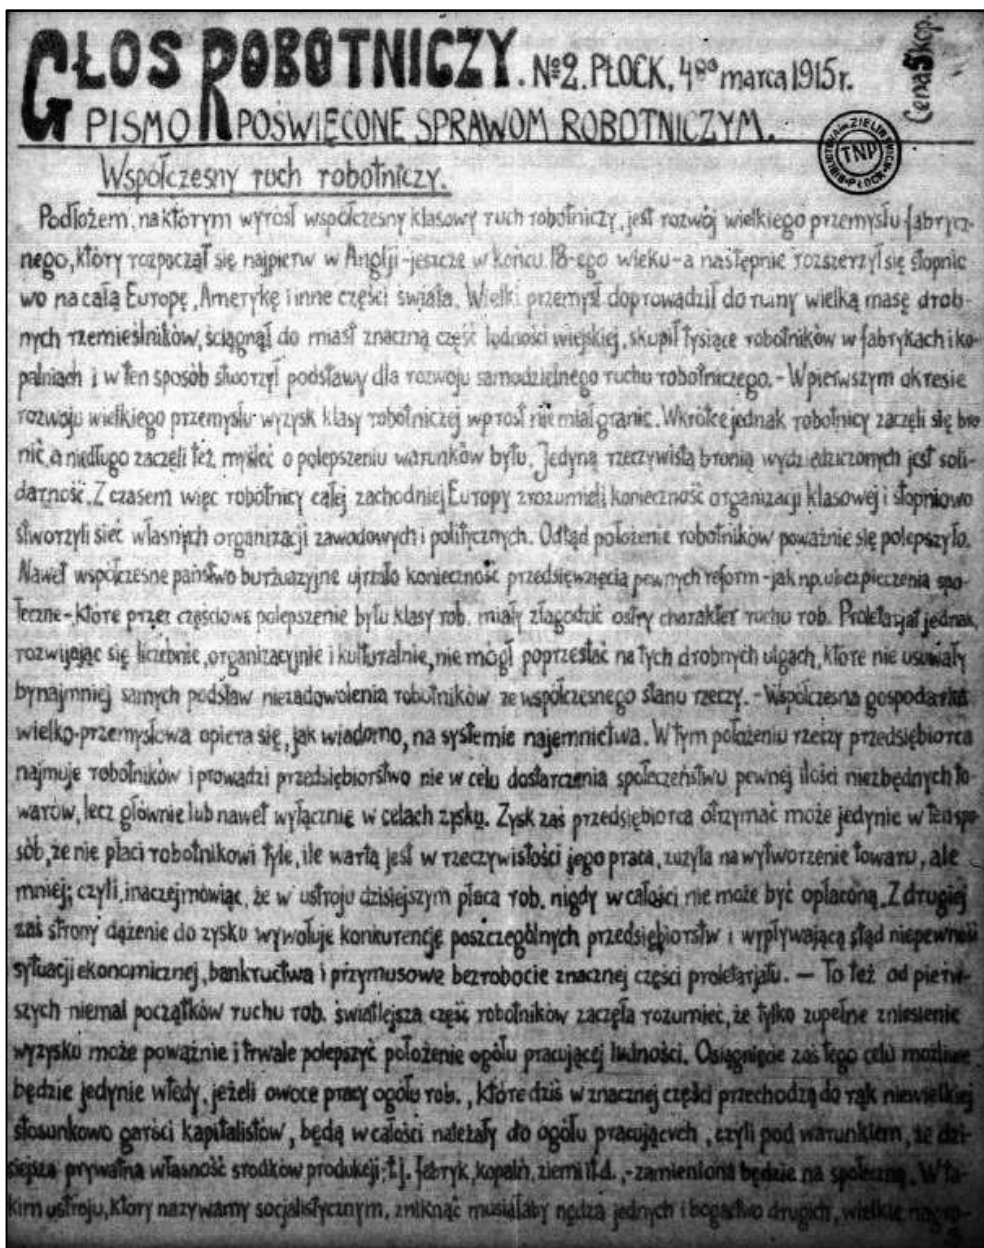 GŁOS ROBOTNICZY. № 2. PŁOCK, 4go marca 1915 r.
Cena 5 kop.
PISMO POŚWIĘCONE SPRAWOM ROBOTNICZYM.
TNP
Współczesny ruch robotniczy.
Podłożem, na którym wyrósł współczesny klasowy ruch robotniczy, jest rozwój wielkiego przemysłu fabrycz-
nego, który rozpoczął się najpierw w Anglji - jeszcze w końcu 18-ego wieku - a następnie rozszerzył się stopnio
wo na całą Europę, Amerykę i inne części świata. Wielki przemysł doprowadził do ruiny wielką masę drob-
nych rzemieślników, ściągnął do miast znaczną część ludności wiejskiej, skupił tysiące robotników w fabrykach i ko-
palniach i w ten sposób stworzył podstawy dla rozwoju samodzielnego ruchu robotniczego. - W pierwszym okresie
rozwoju wielkiego przemysłu wyzysk klasy robotniczej wprost nie miał granic. Wkrótce jednak robotnicy zaczęli się bro
nić, a niedługo zaczęli też myśleć o polepszeniu warunków bytu. Jedyną rzeczywistą bronią wydziedziczonych jest soli-
darność. Z czasem więc robotnicy całej zachodniej Europy zrozumieli konieczność organizacji klasowej i stopniowo
stworzyli sieć własnych organizacji zawodowych i politycznych. Odtąd położenie robotników poważnie się polepszyło.
Nawet współczesne państwo burżuazyjne ujrzało konieczność przedsięwzięcia pewnych reform - jak np. ubezpieczenia spo-
łeczne - które przez częściowe polepszenie bytu klasy rob. miały złagodzić ostry charakter ruchu rob. Proletarjat jednak,
rozwijając się liczebnie, organizacyjnie i kulturalnie, nie mógł poprzestać na tych drobnych ulgach, które nie usuwały
bynajmniej samych podstaw niezadowolenia robotników ze współczesnego stanu rzeczy. - Współczesna gospodarka
wielko-przemysłowa opiera się, jak wiadomo, na systemie najemnictwa. W tym położeniu rzeczy przedsiębiorca
najmuje robotników i prowadzi przedsiębiorstwo nie w celu dostarczenia społeczeństwu pewnej ilości niezbędnych to-
warów, lecz głównie lub nawet wyłącznie w celach zysku. Zysk zaś przedsiębiorca otrzymać może jedynie w ten spo-
sób, że nie płaci robotnikowi tyle, ile wartą jest w rzeczywistości jego praca, zużyta na wytworzenie towaru, ale
mniej; czyli, inaczej mówiąc, że w ustroju dzisiejszym płaca rob. nigdy w całości nie może być opłaconą. Z drugiej
zaś strony dążenie do zysku wywołuje konkurencję poszczególnych przedsiębiorstw i wypływającą stąd niepewność
sytuacji ekonomicznej, bankructwa i przymusowe bezrobocie znacznej części proletarjatu. — To też od pierw-
szych niemal początków ruchu rob. światlejsza część robotników zaczęła rozumieć, że tylko zupełne zniesienie
wyzysku może poważnie i trwale polepszyć położenie ogółu pracującej ludności. Osiągnięcie zaś tego celu możliwe
będzie jedynie wtedy, jeżeli owoce pracy ogółu rob., które dziś w znacznej części przechodzą do rąk niewielkiej
stosunkowo garści kapitalistów, będą w całości należały do ogółu pracujących, czyli pod warunkiem, że dzi-
siejsza prywatna własność środków produkcji, t.j. fabryk, kopalń, ziemi it.d., - zamieniona będzie na społeczną. W ta-
kim ustroju, który nazywamy socjalistycznym, zniknąć musiałaby nędza jednych i bogactwo drugich, wielkie